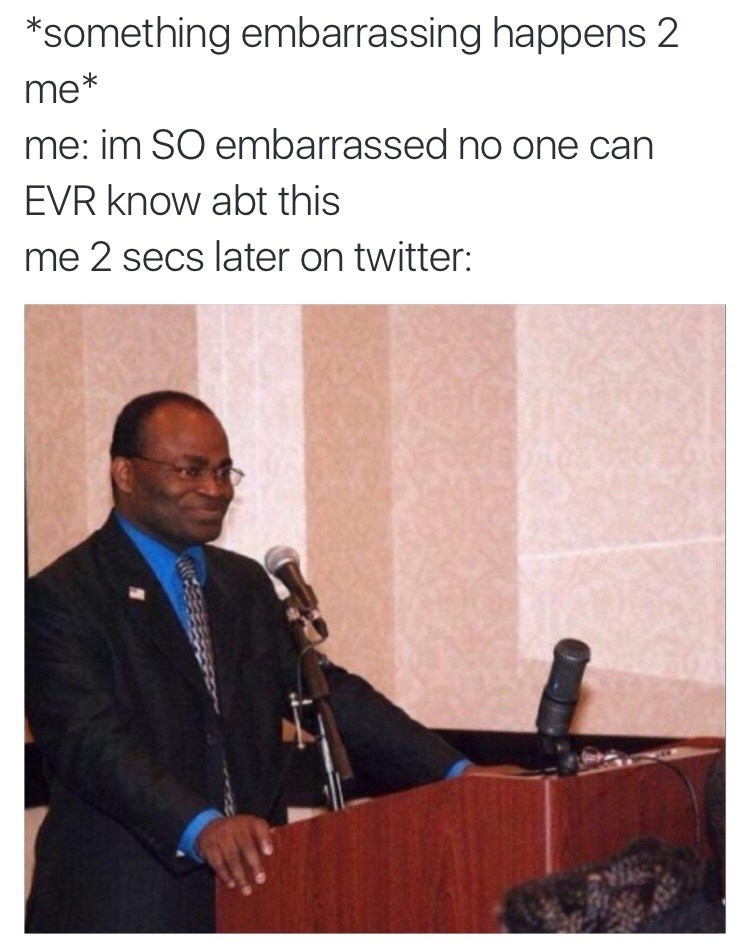 *something embarrassing happens 2
me*
me: im SO embarrassed no one can
EVR know abt this
me 2 secs later on twitter: